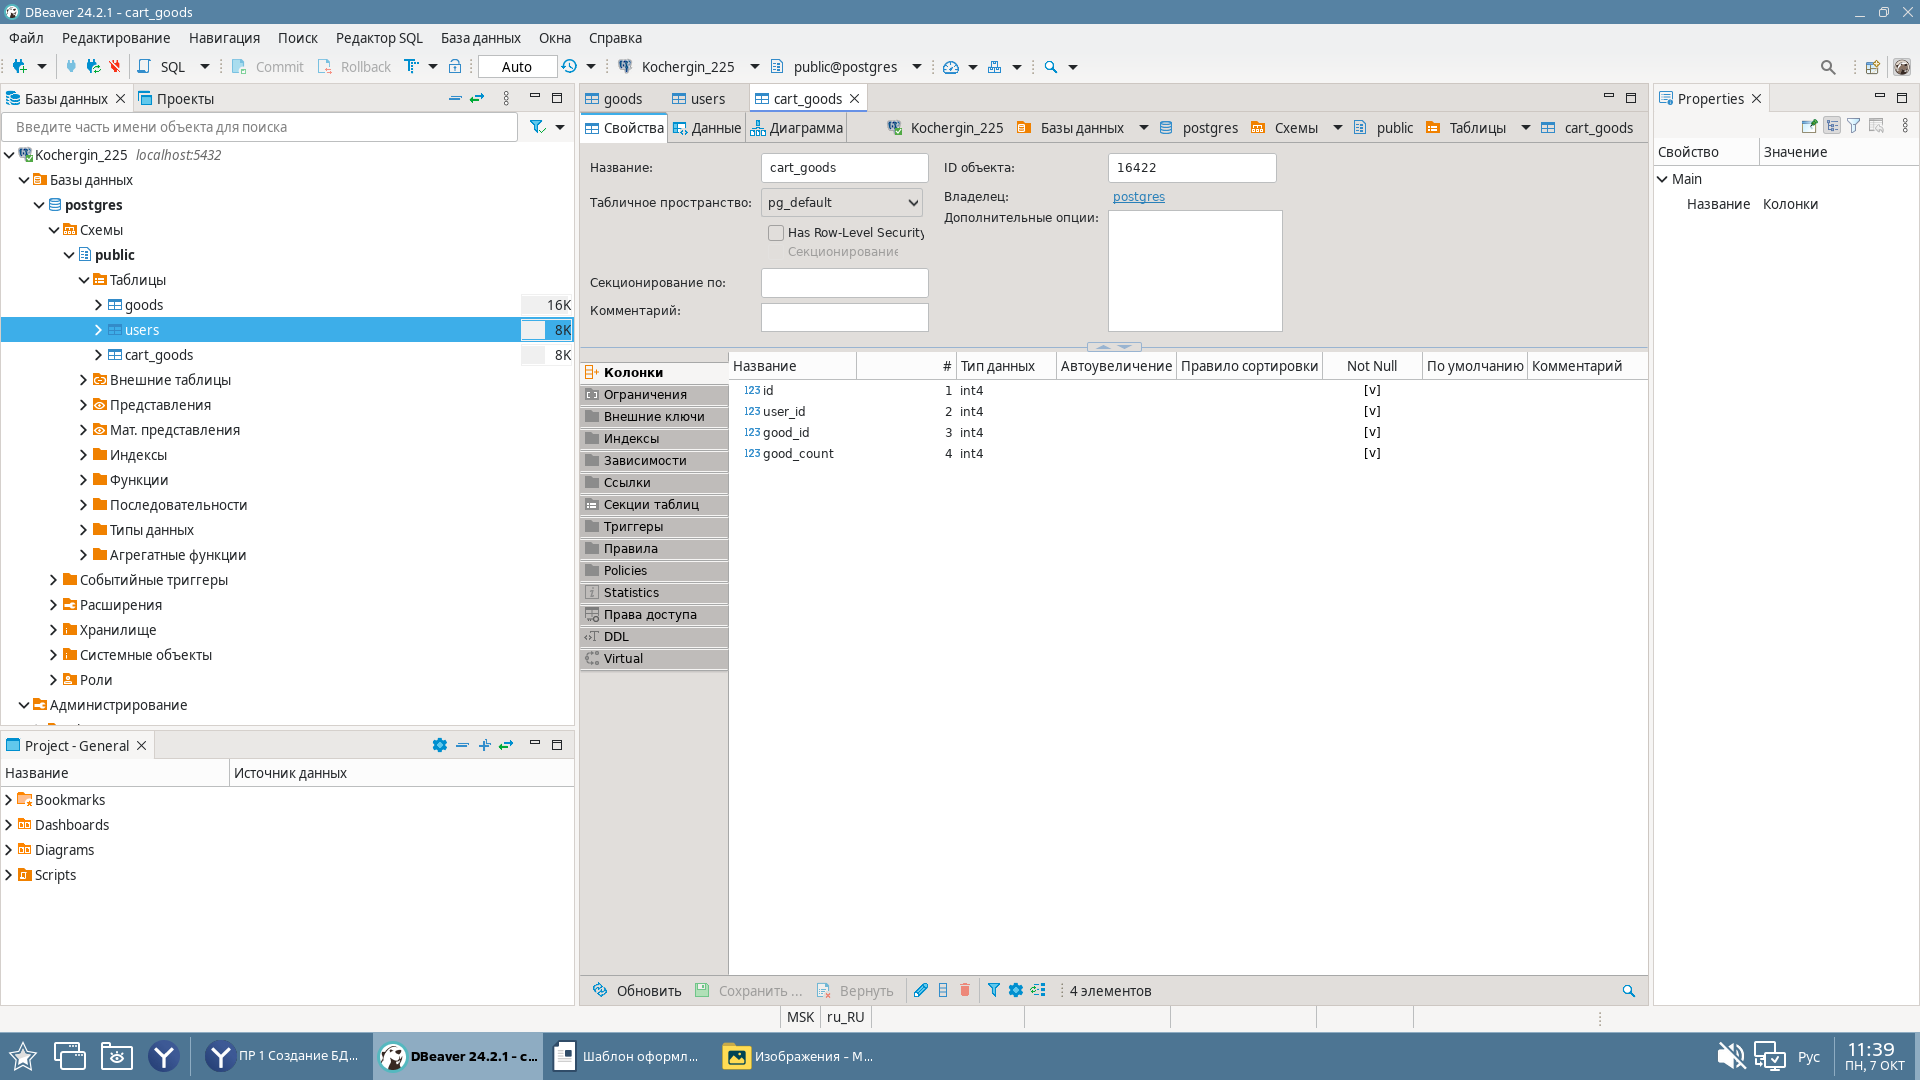 DBeaver 24.2.1 - cart_goods
Файл Редактирование Навигация Поиск Редактор SQL База данных Окна Справка
SQL Commit Rollback Auto Kochergin_225 public@postgres
Базы данных Проекты
Введите часть имени объекта для поиска
Kochergin_225 localhost:5432
Базы данных
postgres
Схемы
public
Таблицы
goods 16K
users 8K
cart_goods 8K
Внешние таблицы
Представления
Мат. представления
Индексы
Функции
Последовательности
Типы данных
Агрегатные функции
Событийные триггеры
Расширения
Хранилище
Системные объекты
Роли
Администрирование
Project - General
Название Источник данных
Bookmarks
Dashboards
Diagrams
Scripts
goods users cart_goods
Свойства Данные Диаграмма Kochergin_225 Базы данных postgres Схемы public Таблицы cart_goods
Название: cart_goods
Табличное пространство: pg_default
Has Row-Level Security
Секционирование
Секционирование по:
Комментарий:
ID объекта: 16422
Владелец: postgres
Дополнительные опции:
Колонки
Ограничения
Внешние ключи
Индексы
Зависимости
Ссылки
Секции таблиц
Триггеры
Правила
Policies
Statistics
Права доступа
DDL
Virtual
Название # Тип данных Автоувеличение Правило сортировки Not Null По умолчанию Комментарий
123 id 1 int4 [v]
123 user_id 2 int4 [v]
123 good_id 3 int4 [v]
123 good_count 4 int4 [v]
Обновить Сохранить ... Вернуть 4 элементов
Properties
Свойство Значение
Main
Название Колонки
MSK ru_RU
ПР 1 Создание БД... DBeaver 24.2.1 - c... Шаблон оформл... Изображения – М... Рус 11:39
ПН, 7 ОКТ